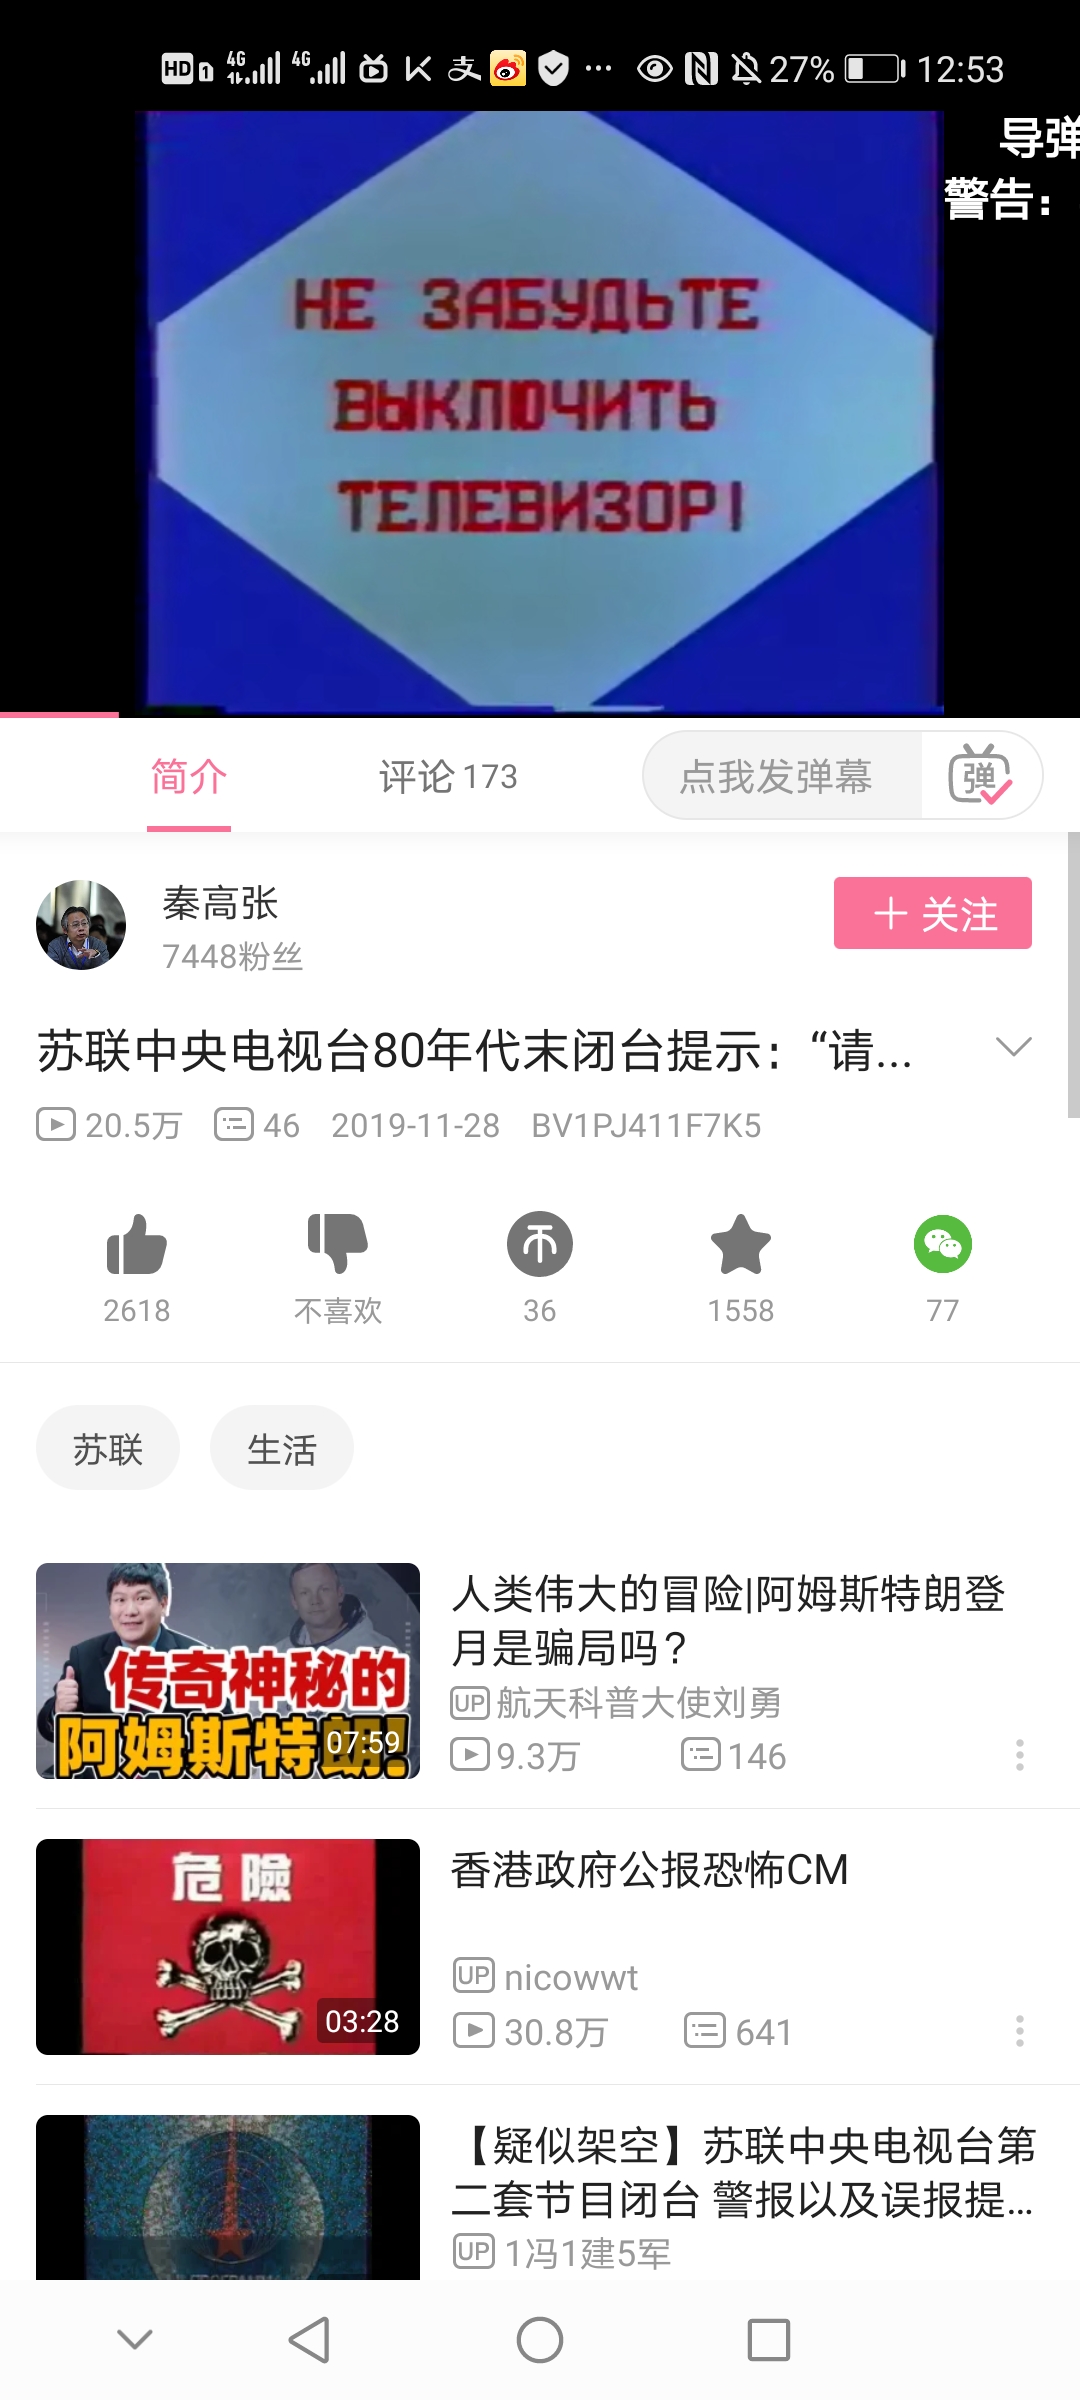 HD 1 4G 4G 支 27% 12:53
导弹
警告：
НЕ ЗАБУДЬТЕ
ВЫКЛЮЧИТЬ
ТЕЛЕВИЗОР!
简介 评论 173 点我发弹幕 弹
秦高张
7448粉丝
+ 关注
苏联中央电视台80年代末闭台提示：“请...
20.5万 46 2019-11-28 BV1PJ411F7K5
2618 不喜欢 36 1558 77
苏联 生活
传奇神秘的
阿姆斯特朗!
07:59
人类伟大的冒险|阿姆斯特朗登
月是骗局吗？
UP 航天科普大使刘勇
9.3万 146
危險
03:28
香港政府公报恐怖CM
UP nicowwt
30.8万 641
【疑似架空】苏联中央电视台第
二套节目闭台 警报以及误报提...
UP 1冯1建5军